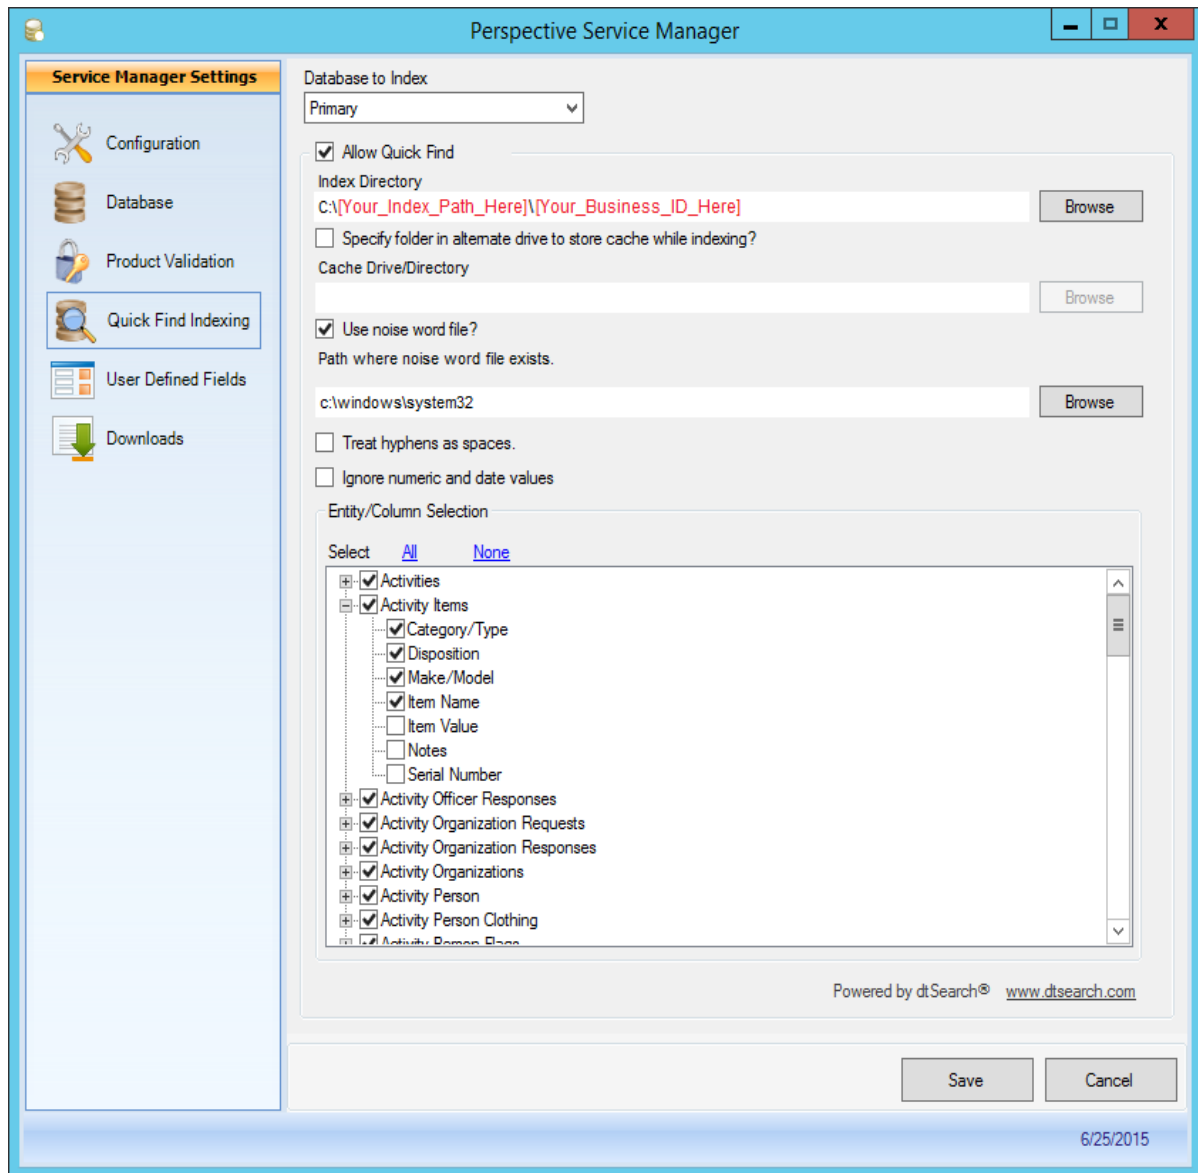 Perspective Service Manager
Service Manager Settings
Configuration
Database
Product Validation
Quick Find Indexing
User Defined Fields
Downloads
Database to Index
Primary
Allow Quick Find
Index Directory
c:\[Your_Index_Path_Here]\[Your_Business_ID_Here]
Browse
Specify folder in alternate drive to store cache while indexing?
Cache Drive/Directory
Browse
Use noise word file?
Path where noise word file exists.
c:\windows\system32
Browse
Treat hyphens as spaces.
Ignore numeric and date values
Entity/Column Selection
Select All None
Activities
Activity Items
Category/Type
Disposition
Make/Model
Item Name
Item Value
Notes
Serial Number
Activity Officer Responses
Activity Organization Requests
Activity Organization Responses
Activity Organizations
Activity Person
Activity Person Clothing
Activity Person Flags
Powered by dtSearch® www.dtsearch.com
Save Cancel
6/25/2015